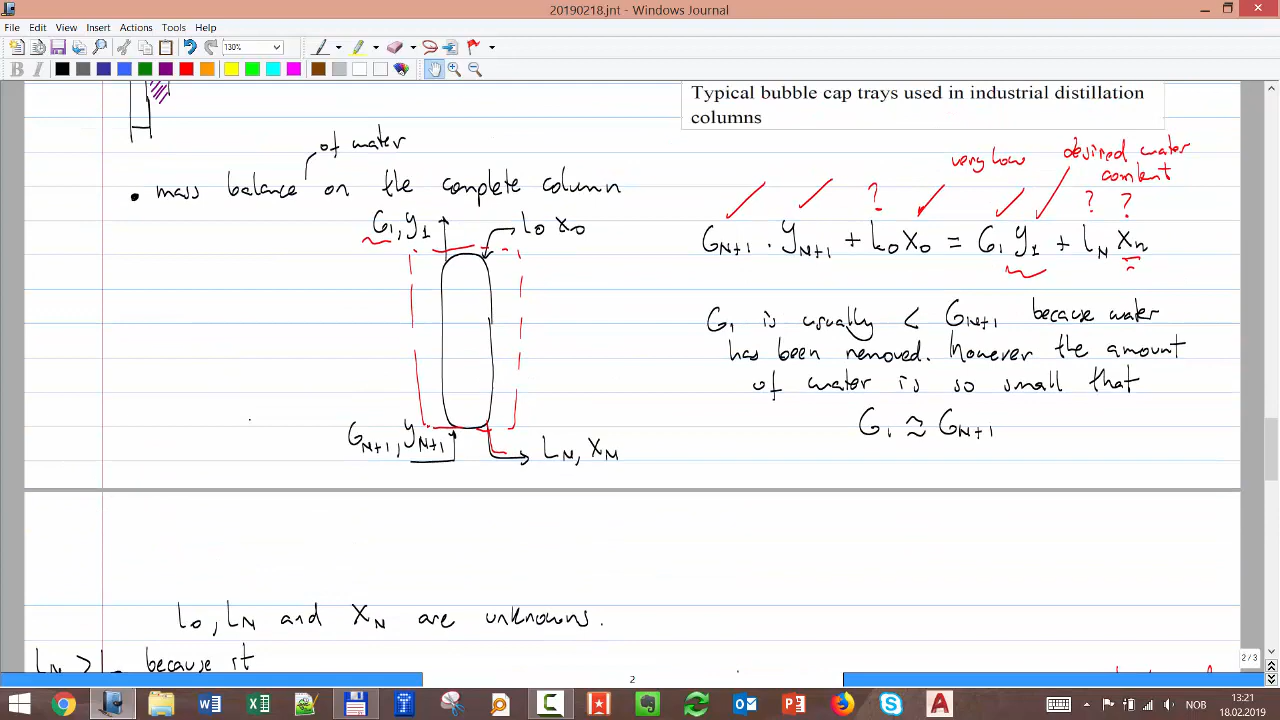 20190218.jnt - Windows Journal
File Edit View Insert Actions Tools Help
130%
B I
Typical bubble cap trays used in industrial distillation
columns
of water
• mass balance on the complete column
G1, y1
L0 X0
very low
desired water
content
? ? ?
GN+1 · yN+1 + L0 X0 = G1 y1 + LN Xn
G1 is usually < GN+1 because water
has been removed. However the amount
of water is so small that
G1 ≈ GN+1
GN+1, yN+1
LN, XN
L0, LN and XN are unknowns.
because it
2/3
2
NOB
13:21
18.02.2019